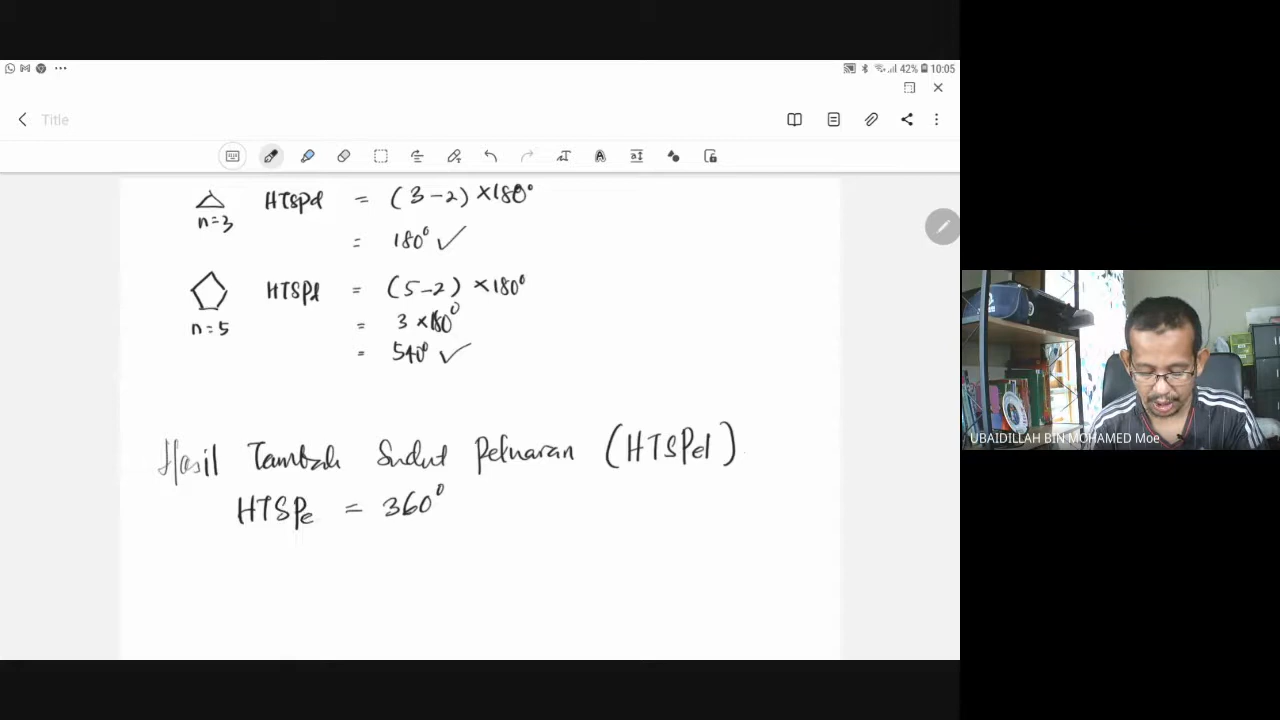 42% 10:05
Title
HTSPd = (3-2) ×180°
n=3
= 180° ✓
HTSPd = (5-2) ×180°
n=5
= 3 ×180°
= 540° ✓
Hasil Tambah Sudut Peluaran (HTSPel)
HTSPe = 360°
UBAIDILLAH BIN MOHAMED Moe